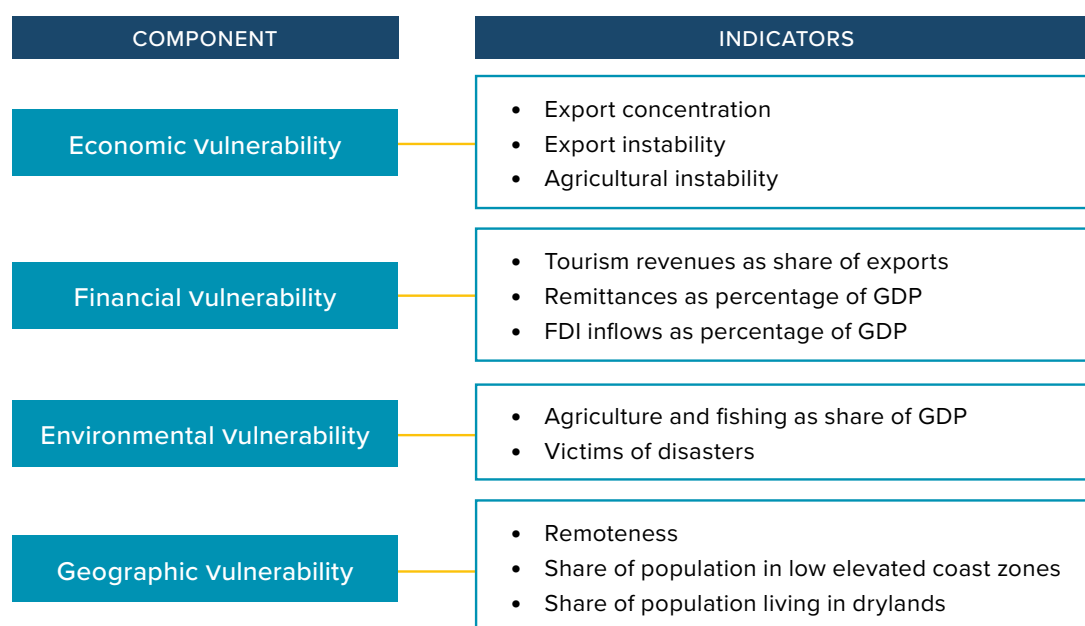 COMPONENT
INDICATORS
Economic Vulnerability
• Export concentration
• Export instability
• Agricultural instability
Financial Vulnerability
• Tourism revenues as share of exports
• Remittances as percentage of GDP
• FDI inflows as percentage of GDP
Environmental Vulnerability
• Agriculture and fishing as share of GDP
• Victims of disasters
Geographic Vulnerability
• Remoteness
• Share of population in low elevated coast zones
• Share of population living in drylands